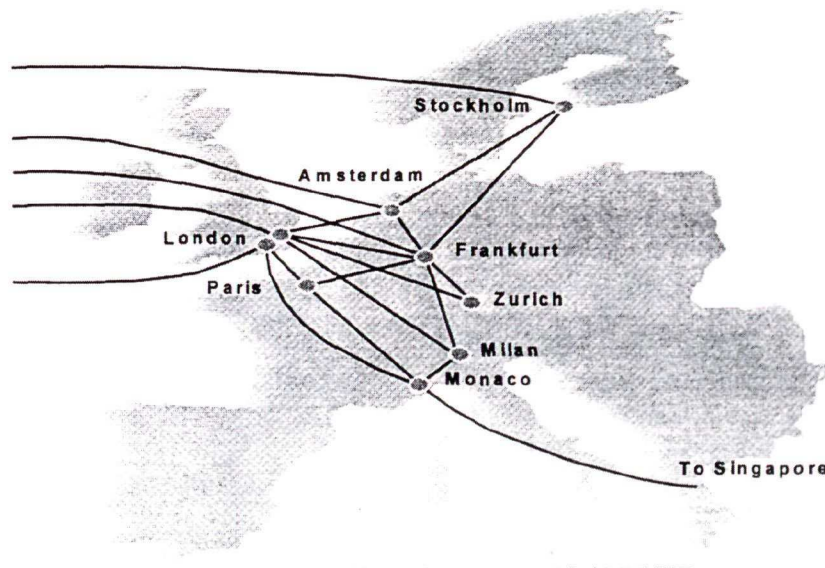 Stockholm
Amsterdam
London
Frankfurt
Paris
Zurich
Milan
Monaco
To Singapore